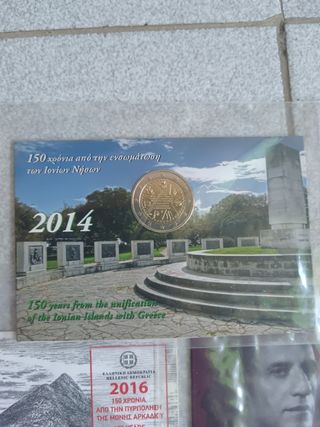 150 χρόνια από την ενσωμάτωση
των Ιονίων Νήσων
2014
150 years from the unification
of the Ionian Islands with Greece
ΕΛΛΗΝΙΚΗ ΔΗΜΟΚΡΑΤΙΑ
HELLENIC REPUBLIC
2016
150 ΧΡΟΝΙΑ
ΑΠΟ ΤΗΝ ΠΥΡΠΟΛΗΣΗ
ΤΗΣ ΜΟΝΗΣ ΑΡΚΑΔΙΟΥ